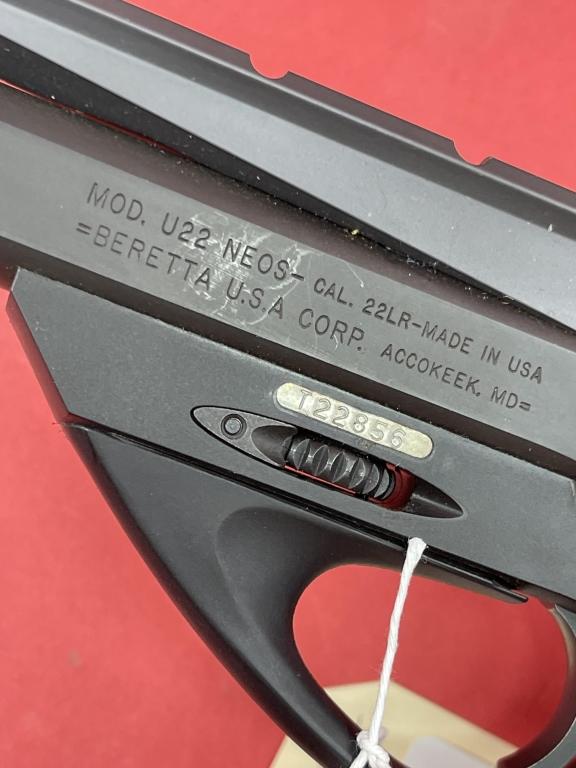 MOD. U22 NEOS– CAL. 22LR–MADE IN USA
=BERETTA U.S.A CORP. ACCOKEEK, MD=
T22856